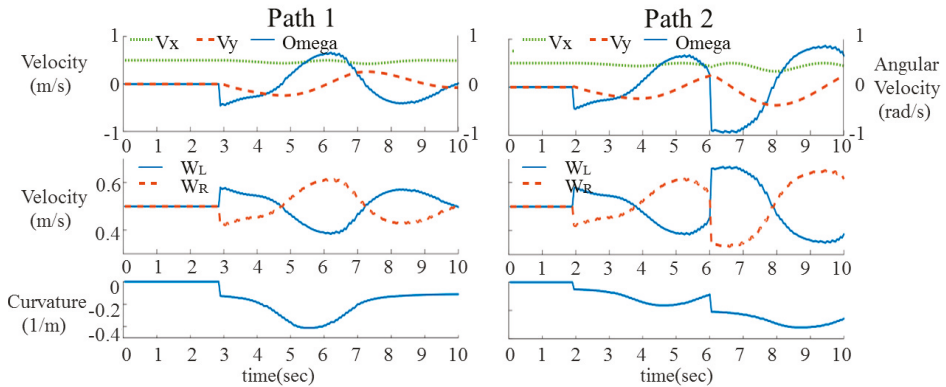 Path 1
Path 2
Vx Vy Omega
Vx Vy Omega
Velocity
(m/s)
1
0
-1
1
0
-1
1
0
-1
Angular
Velocity
(rad/s)
0 1 2 3 4 5 6 7 8 9 10
0 1 2 3 4 5 6 7 8 9 10
Velocity
(m/s)
0.6
0.4
WL
WR
WL
WR
0 1 2 3 4 5 6 7 8 9 10
0 1 2 3 4 5 6 7 8 9 10
Curvature
(1/m)
0
-0.2
-0.4
0 1 2 3 4 5 6 7 8 9 10
0 1 2 3 4 5 6 7 8 9 10
time(sec)
time(sec)